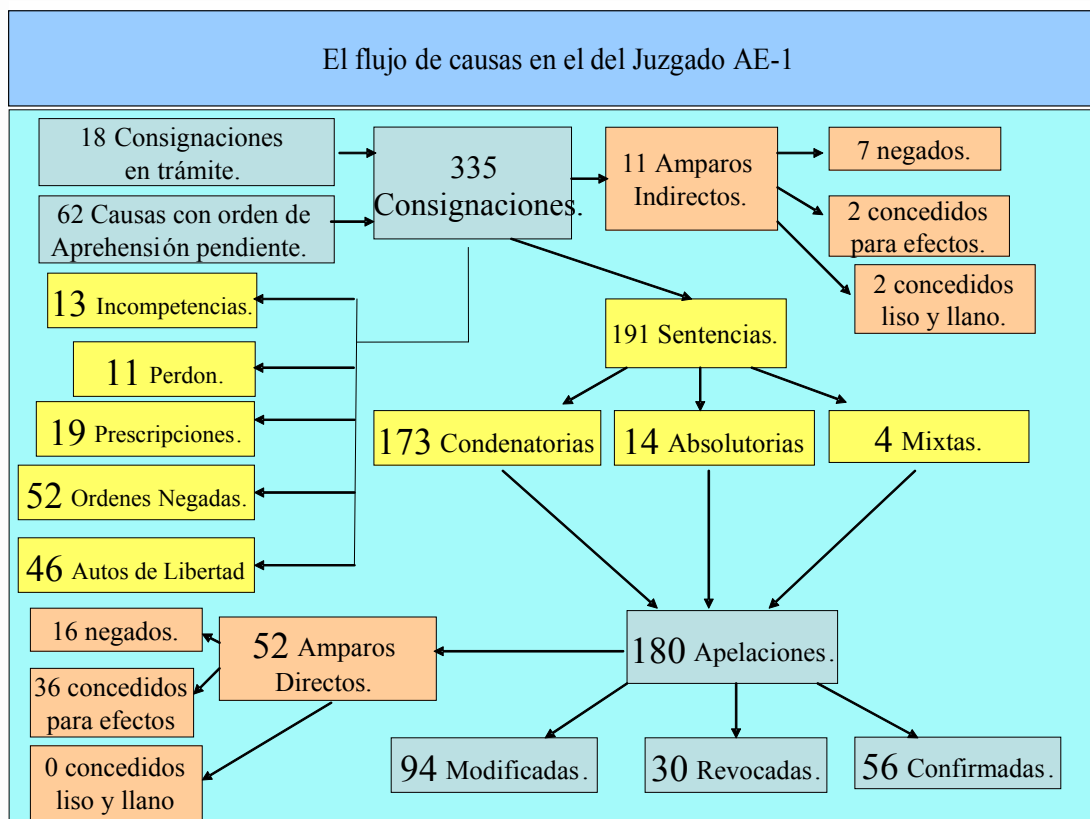 El flujo de causas en el del Juzgado AE-1
18 Consignaciones
en trámite.
335
Consignaciones.
11 Amparos
Indirectos.
7 negados.
62 Causas con orden de
Aprehensión pendiente.
2 concedidos
para efectos.
2 concedidos
liso y llano.
13 Incompetencias.
191 Sentencias.
11 Perdon.
19 Prescripciones.
173 Condenatorias
14 Absolutorias
4 Mixtas.
52 Ordenes Negadas.
46 Autos de Libertad
16 negados.
52 Amparos
Directos.
180 Apelaciones.
36 concedidos
para efectos
0 concedidos
liso y llano
94 Modificadas.
30 Revocadas.
56 Confirmadas.